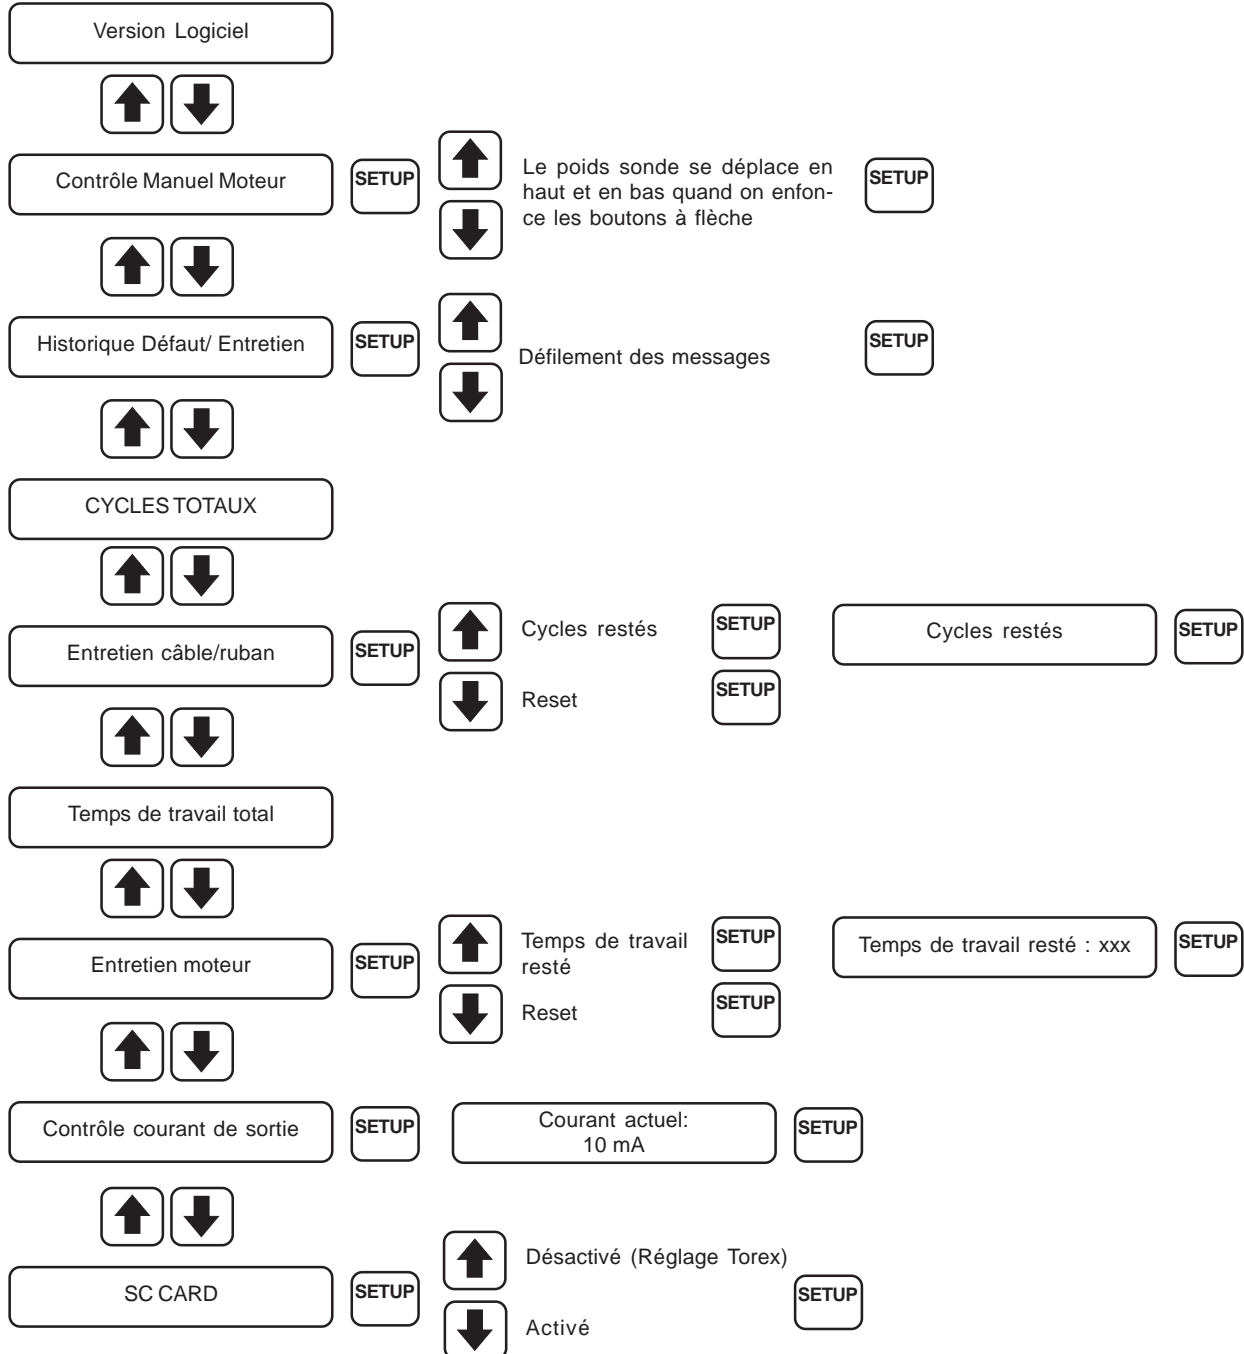 Version Logiciel
Contrôle Manuel Moteur
SETUP
Le poids sonde se déplace en
haut et en bas quand on enfon-
ce les boutons à flèche
SETUP
Historique Défaut/ Entretien
SETUP
Défilement des messages
SETUP
CYCLES TOTAUX
Entretien câble/ruban
SETUP
Cycles restés
SETUP
Cycles restés
SETUP
Reset
SETUP
Temps de travail total
Entretien moteur
SETUP
Temps de travail
resté
SETUP
Temps de travail resté : xxx
SETUP
Reset
SETUP
Contrôle courant de sortie
SETUP
Courant actuel:
10 mA
SETUP
SC CARD
SETUP
Désactivé (Réglage Torex)
Activé
SETUP